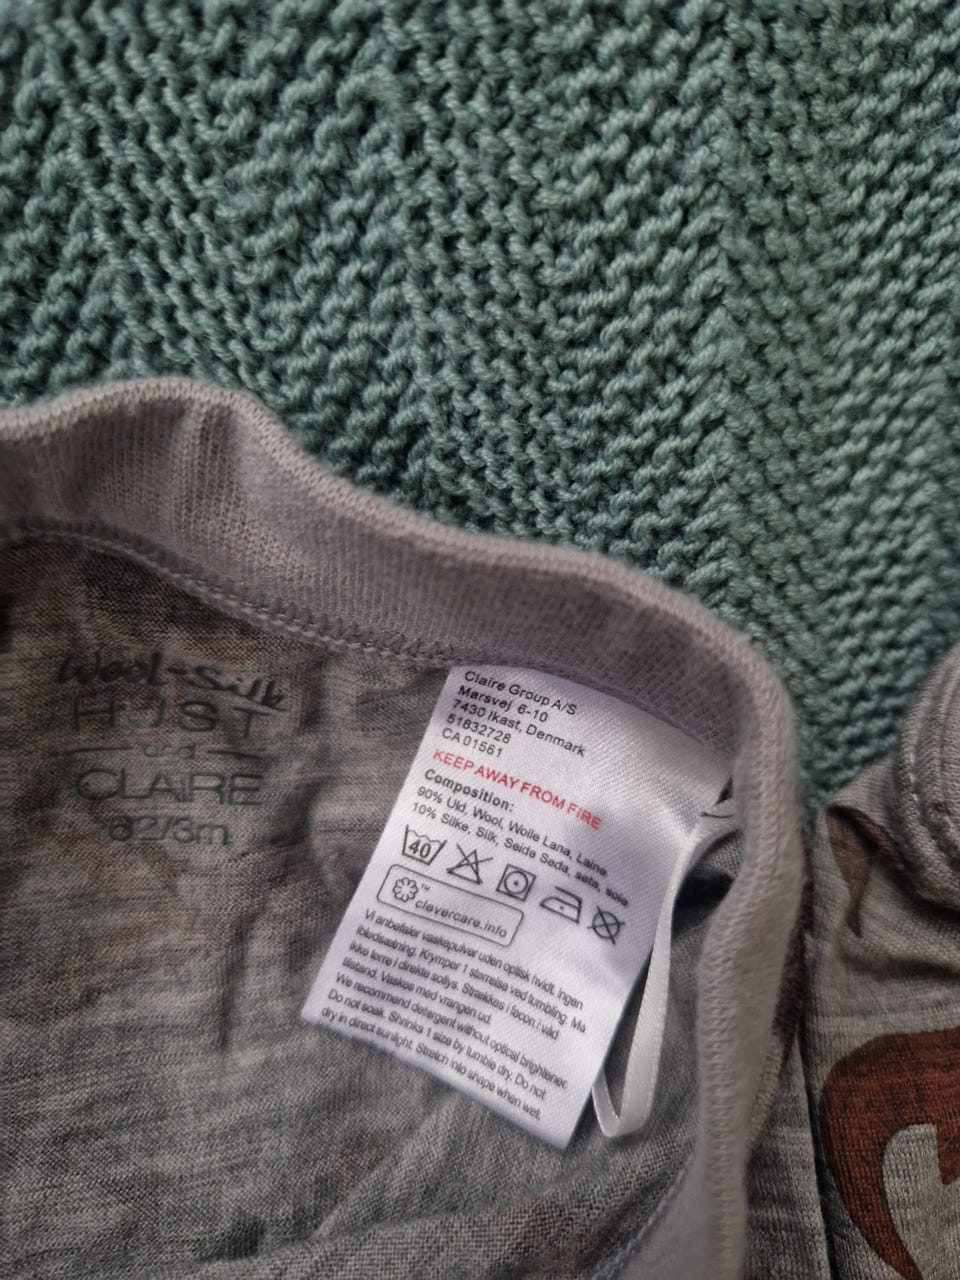 Wool-Silk
HUST
and
CLAIRE
62/3m
Claire Group A/S
Marsvej 6-10
7430 Ikast, Denmark
51832728
CA 01561
KEEP AWAY FROM FIRE
Composition:
90% Uld, Wool, Wolle Lana, Laine
10% Silke, Silk, Seide Seda, seta, soie
40
™
clevercare.info
Vi anbefaler vaskepulver uden optisk hvidt. Ingen
Iblødsætning. Krymper 1 størrelse ved tumbling. Må
ikke tørre i direkte sollys. Strækkes i facon i våd
tilstand. Vaskes med vrangen ud.
We recommend detergent without optical brightener.
Do not soak. Shrinks 1 size by tumble dry. Do not
dry in direct sunlight. Stretch into shape when wet.